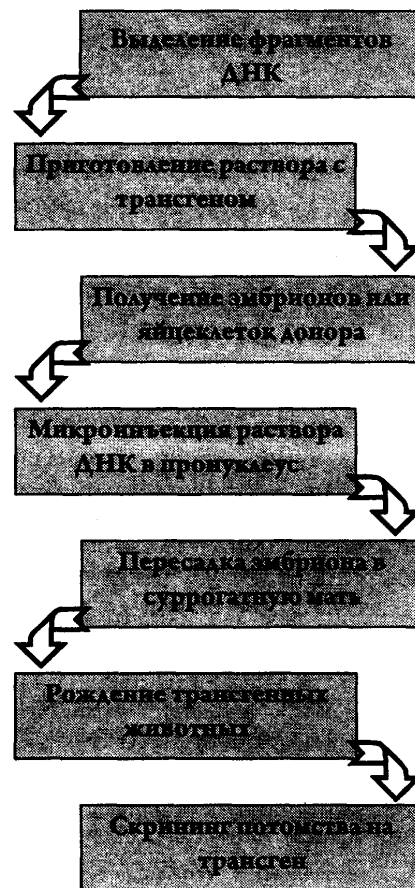 Выделение фрагментов
ДНК
Приготовление раствора с
трансгеном
Получение эмбрионов или
яйцеклеток донора
Микроинъекция раствора
ДНК в пронуклеус
Пересадка эмбриона в
суррогатную мать
Рождение трансгенных
животных
Скрининг потомства на
трансген